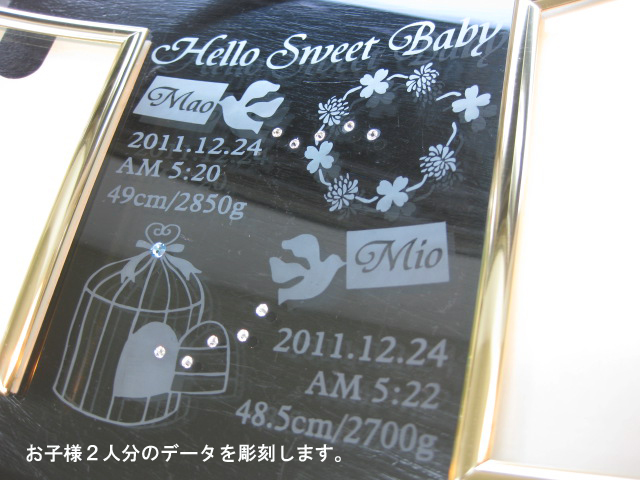 Hello Sweet Baby
Mao
2011.12.24
AM 5:20
49cm/2850g
Mio
2011.12.24
AM 5:22
48.5cm/2700g
お子様２人分のデータを彫刻します。